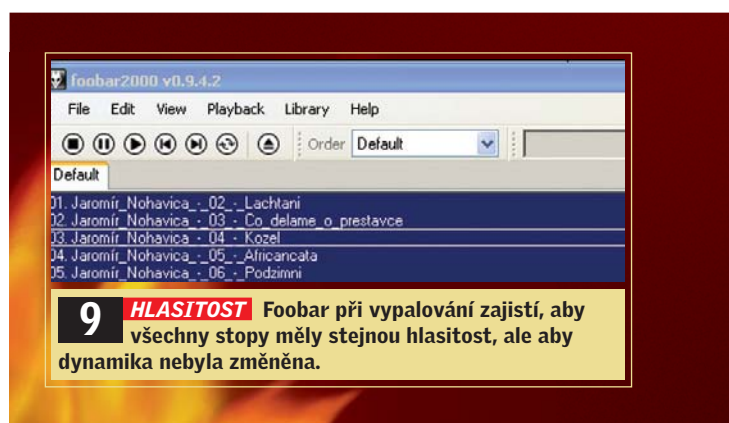 foobar2000 v0.9.4.2
File Edit View Playback Library Help
Order Default
Default
01. Jaromír_Nohavica_-_02_-_Lachtani
02. Jaromír_Nohavica_-_03_-_Co_delame_o_prestavce
03. Jaromír_Nohavica_-_04_-_Kozel
04. Jaromír_Nohavica_-_05_-_Africancata
05. Jaromír_Nohavica_-_06_-_Podzimni
9 HLASITOST Foobar při vypalování zajistí, aby
všechny stopy měly stejnou hlasitost, ale aby
dynamika nebyla změněna.